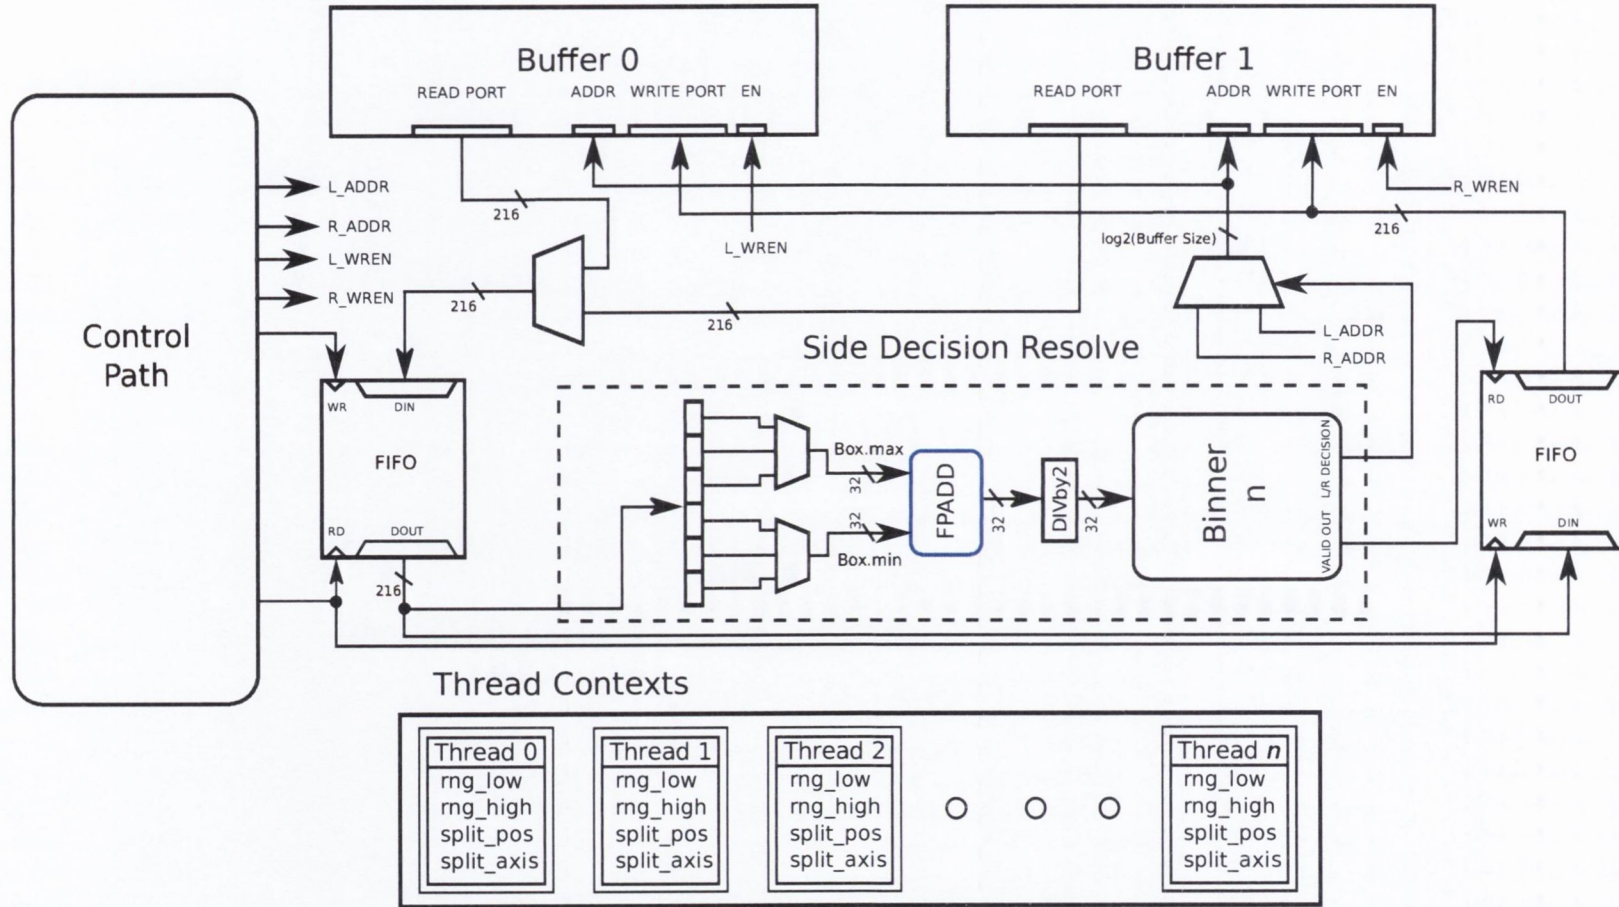 Buffer 0
READ PORT ADDR WRITE PORT EN
Buffer 1
READ PORT ADDR WRITE PORT EN
L_ADDR
R_ADDR
L_WREN
R_WREN
Control
Path
216
L_WREN
216
216
log2(Buffer Size)
R_WREN
216
L_ADDR
R_ADDR
Side Decision Resolve
WR DIN
FIFO
RD DOUT
216
Box.max
32
32
Box.min
FPADD
32
DIVby2
32
Binner
n
L/R DECISION
VALID OUT
RD DOUT
FIFO
WR DIN
Thread Contexts
Thread 0
rng_low
rng_high
split_pos
split_axis
Thread 1
rng_low
rng_high
split_pos
split_axis
Thread 2
rng_low
rng_high
split_pos
split_axis
Thread n
rng_low
rng_high
split_pos
split_axis